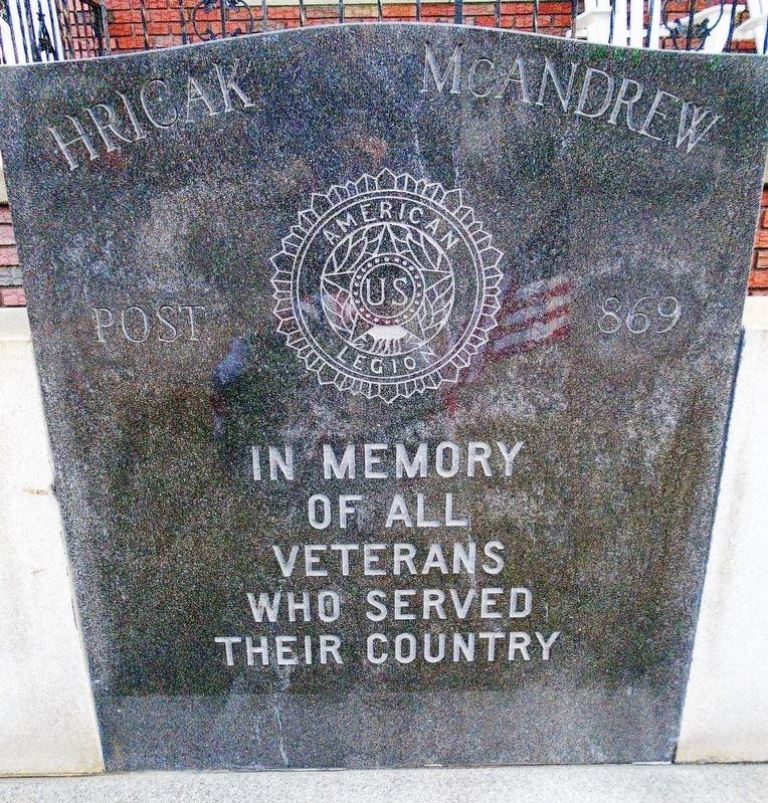 HRICAK McANDREW
AMERICAN
US
LEGION
POST 869
IN MEMORY
OF ALL
VETERANS
WHO SERVED
THEIR COUNTRY